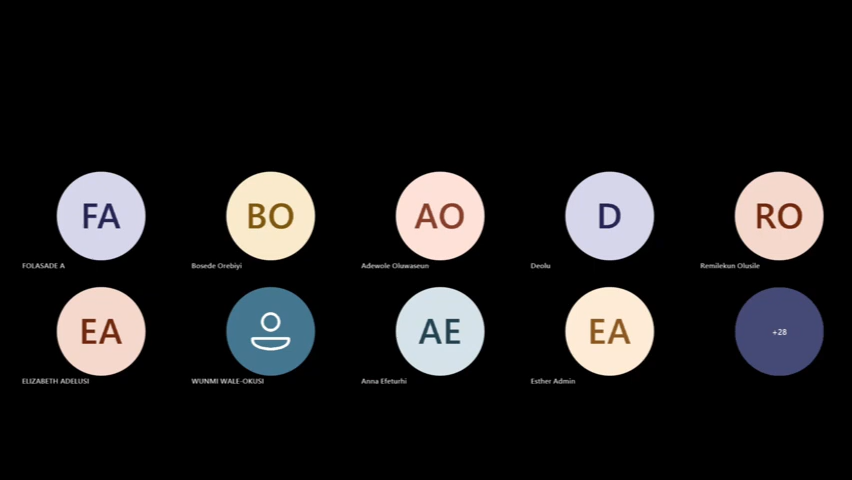 FA BO AO D RO
FOLASADE A Bosede Orebiyi Adewole Oluwaseun Deolu Remilekun Olusile
EA AE EA +28
ELIZABETH ADELUSI WUNMI WALE-OKUSI Anna Efeturhi Esther Admin